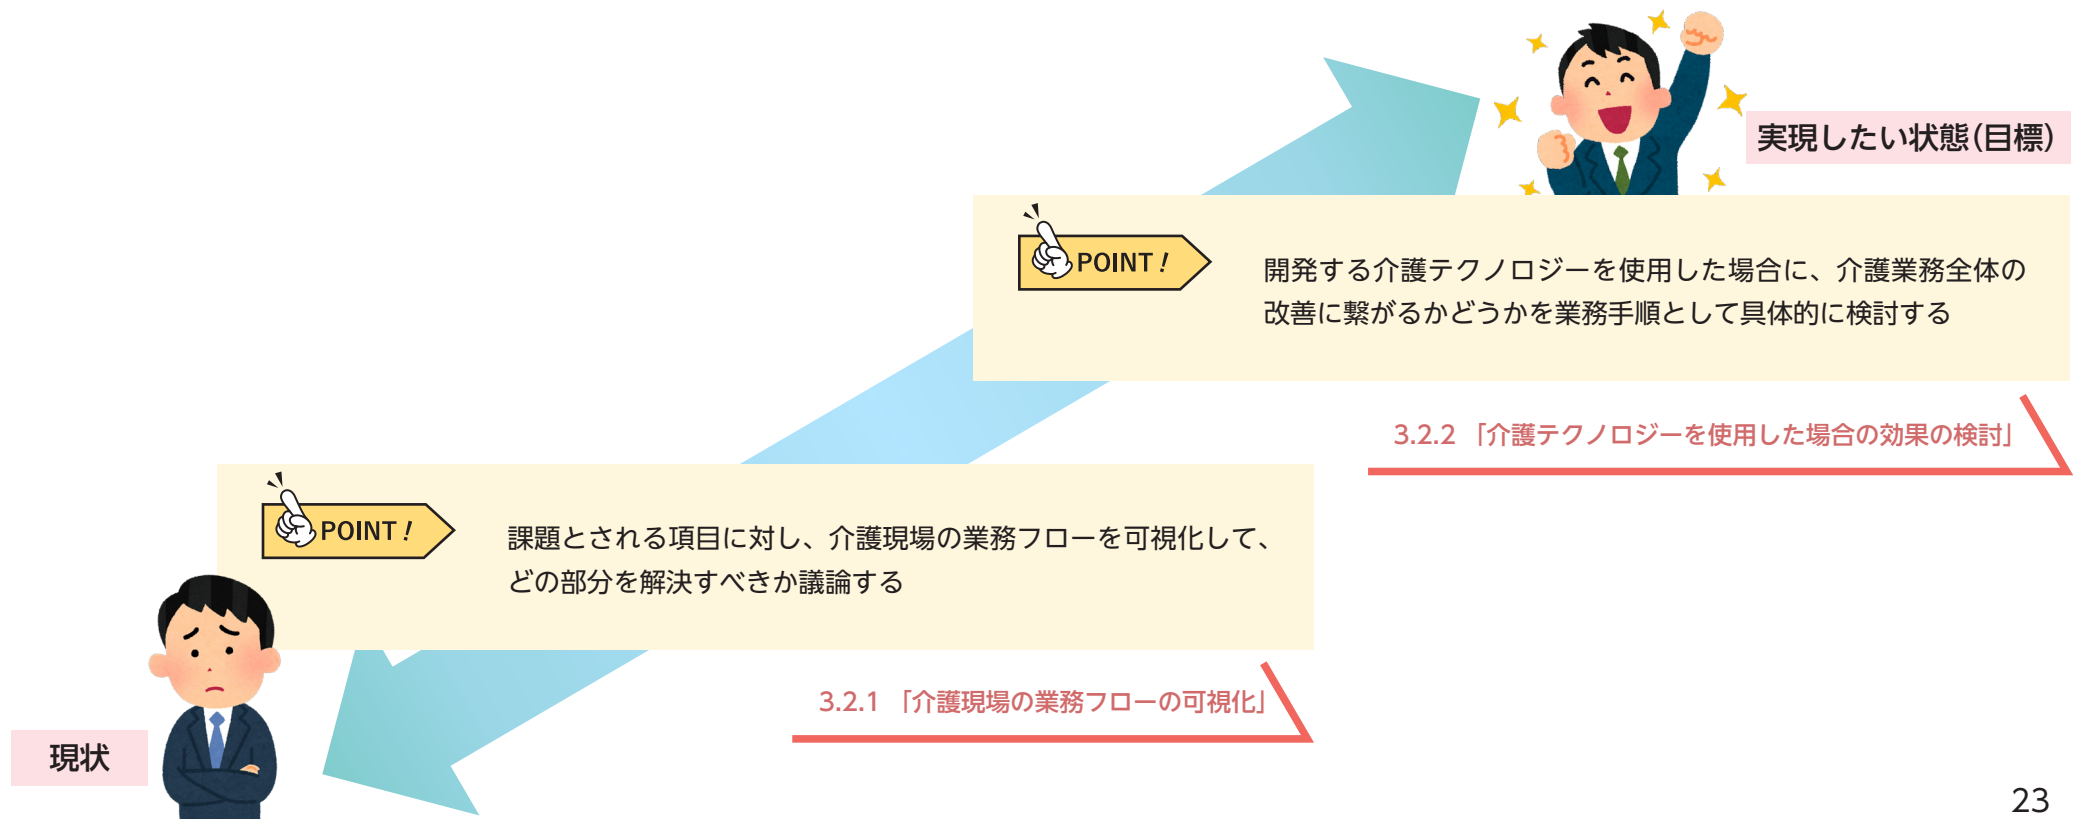 実現したい状態(目標)
POINT!
開発する介護テクノロジーを使用した場合に、介護業務全体の
改善に繋がるかどうかを業務手順として具体的に検討する
3.2.2 「介護テクノロジーを使用した場合の効果の検討」
POINT!
課題とされる項目に対し、介護現場の業務フローを可視化して、
どの部分を解決すべきか議論する
3.2.1 「介護現場の業務フローの可視化」
現状
23